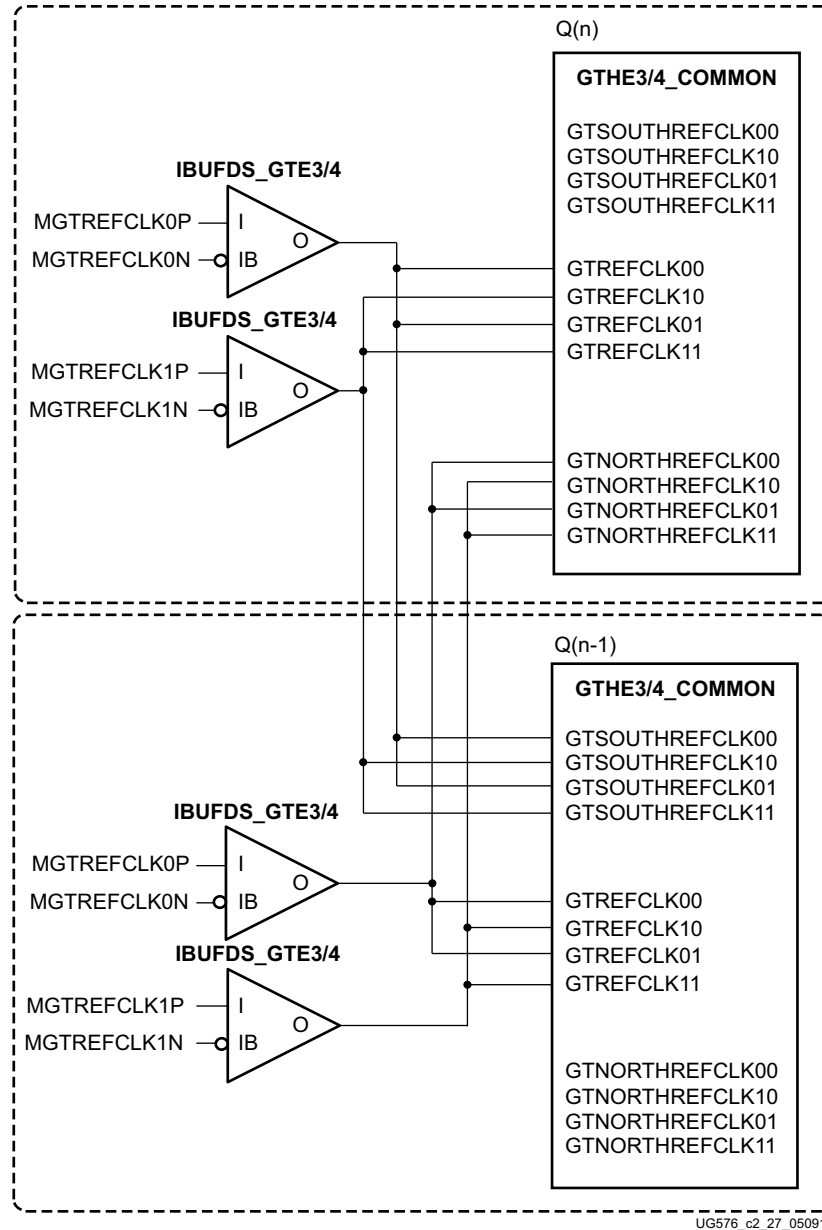 Q(n)
GTHE3/4_COMMON
GTSOUTHREFCLK00
GTSOUTHREFCLK10
GTSOUTHREFCLK01
GTSOUTHREFCLK11
IBUFDS_GTE3/4
MGTREFCLK0P
I
O
MGTREFCLK0N
IB
GTREFCLK00
GTREFCLK10
GTREFCLK01
GTREFCLK11
IBUFDS_GTE3/4
MGTREFCLK1P
I
O
MGTREFCLK1N
IB
GTNORTHREFCLK00
GTNORTHREFCLK10
GTNORTHREFCLK01
GTNORTHREFCLK11
Q(n-1)
GTHE3/4_COMMON
GTSOUTHREFCLK00
GTSOUTHREFCLK10
GTSOUTHREFCLK01
GTSOUTHREFCLK11
IBUFDS_GTE3/4
MGTREFCLK0P
I
O
MGTREFCLK0N
IB
GTREFCLK00
GTREFCLK10
GTREFCLK01
GTREFCLK11
IBUFDS_GTE3/4
MGTREFCLK1P
I
O
MGTREFCLK1N
IB
GTNORTHREFCLK00
GTNORTHREFCLK10
GTNORTHREFCLK01
GTNORTHREFCLK11
UG576_c2_27_0509